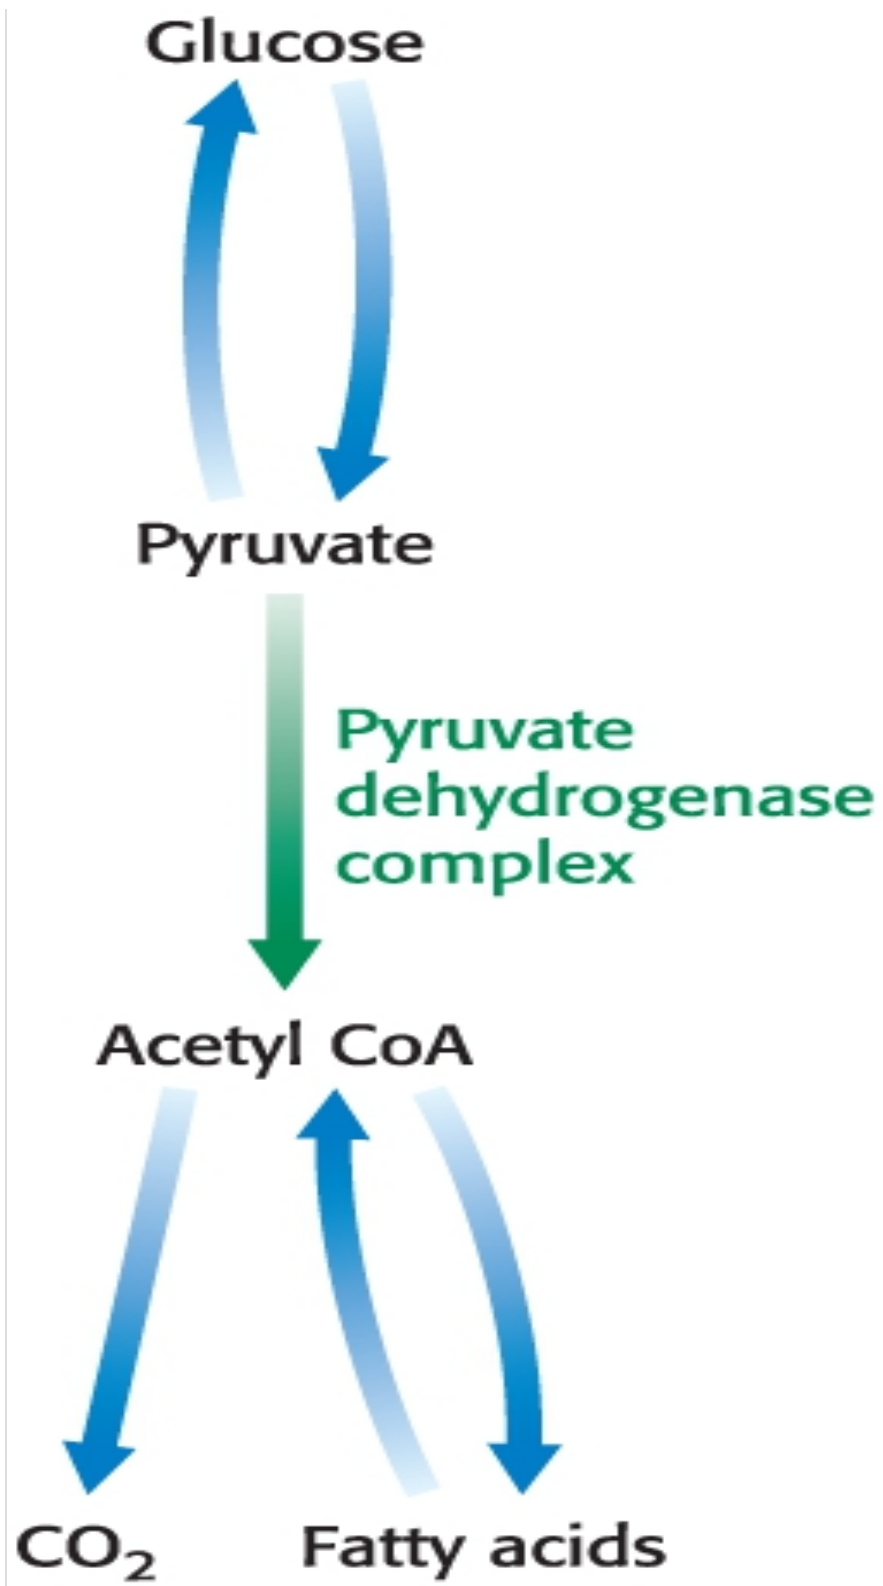 Glucose
Pyruvate
Pyruvate
dehydrogenase
complex
Acetyl CoA
CO₂
Fatty acids